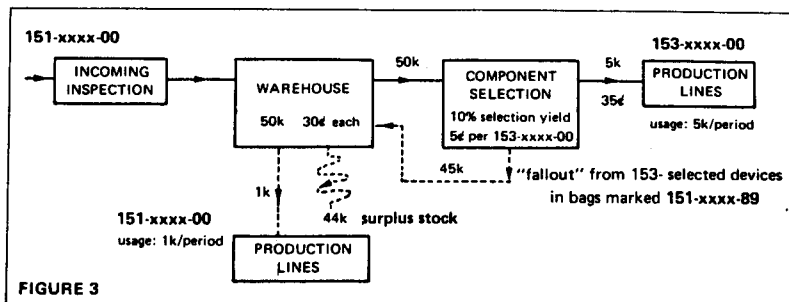 151-xxxx-00
INCOMING
INSPECTION
WAREHOUSE
50k 30¢ each
50k
COMPONENT
SELECTION
10% selection yield
5¢ per 153-xxxx-00
5k
35¢
153-xxxx-00
PRODUCTION
LINES
usage: 5k/period
45k
"fallout" from 153-selected devices
in bags marked 151-xxxx-89
1k
44k surplus stock
151-xxxx-00
usage: 1k/period
PRODUCTION
LINES
FIGURE 3